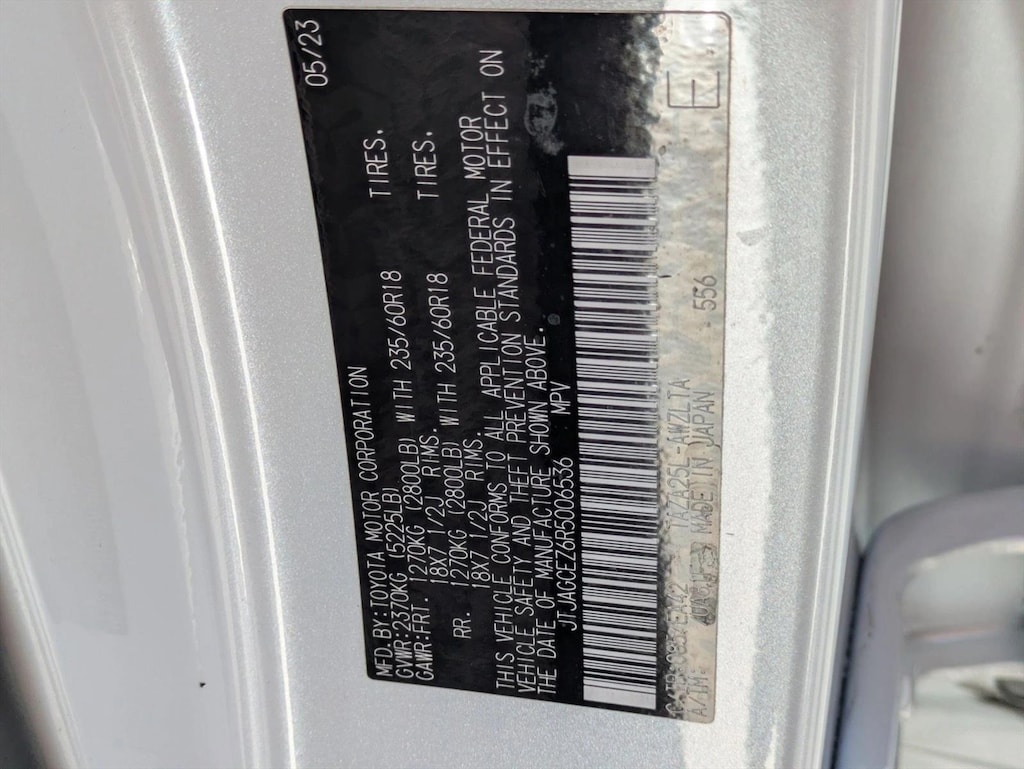 MFD.BY:TOYOTA MOTOR CORPORATION 05/23
GVWR:2370KG (5225LB)
GAWR:FRT. 1270KG (2800LB) WITH 235/60R18 TIRES.
18X7 1/2J RIMS.
RR. 1270KG (2800LB) WITH 235/60R18 TIRES.
18X7 1/2J RIMS.
THIS VEHICLE CONFORMS TO ALL APPLICABLE FEDERAL MOTOR
VEHICLE SAFETY AND THEFT PREVENTION STANDARDS IN EFFECT ON
THE DATE OF MANUFACTURE SHOWN ABOVE.
JTJAGCEZ6R5006536 MPV
E
MADE IN JAPAN 556